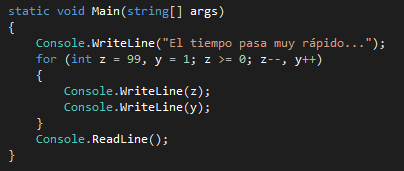 static void Main(string[] args)
{
    Console.WriteLine("El tiempo pasa muy rápido...");
    for (int z = 99, y = 1; z >= 0; z--, y++)
    {
        Console.WriteLine(z);
        Console.WriteLine(y);
    }
    Console.ReadLine();
}